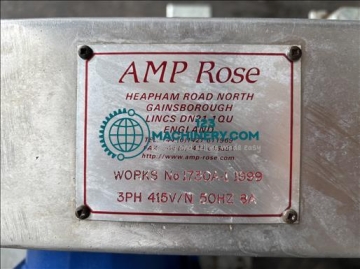 AMP Rose
HEAPHAM ROAD NORTH
GAINSBOROUGH
LINCS DN21 1QU
ENGLAND
123
MACHINERY.COM
http://www.amp-rose.com
WORKS No 1999
3PH 415V/N 50HZ 8A